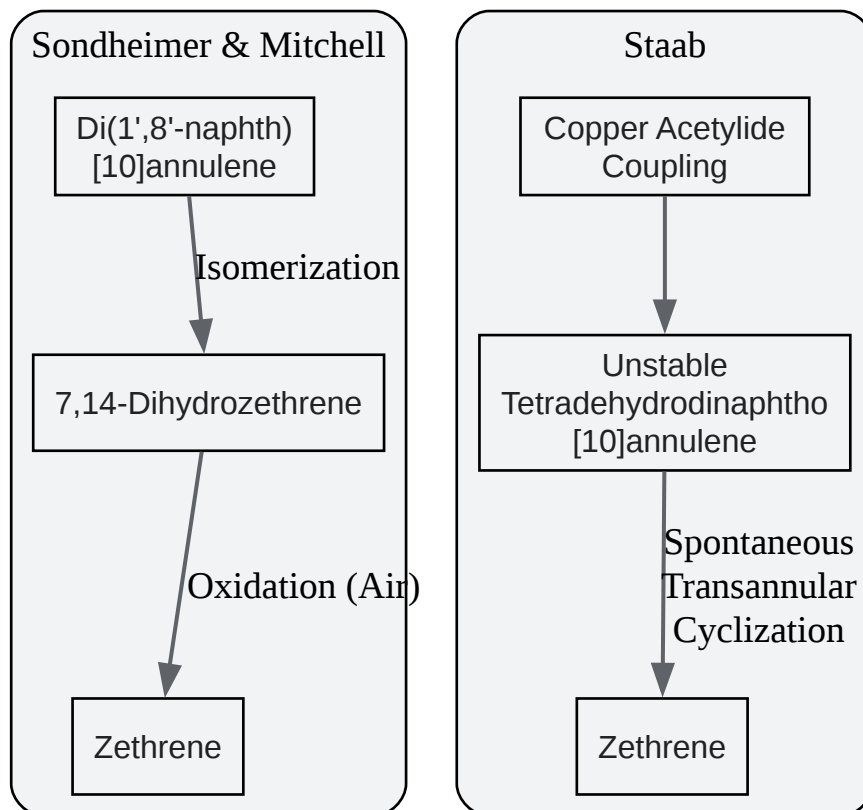 Sondheimer & Mitchell
Di(1',8'-naphth)
[10]annulene
Isomerization
7,14-Dihydrozethrene
Oxidation (Air)
Zethrene
Staab
Copper Acetylide
Coupling
Unstable
Tetradehydrodinaphtho
[10]annulene
Spontaneous
Transannular
Cyclization
Zethrene